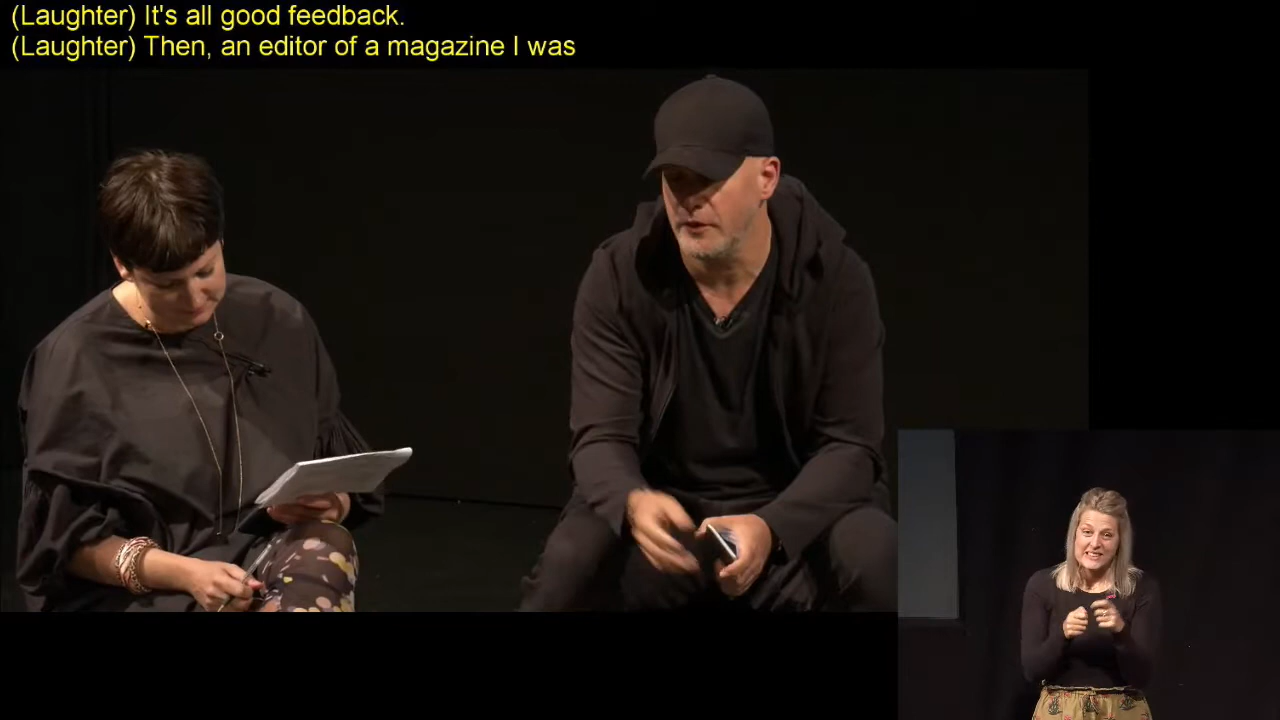 (Laughter) It's all good feedback.
(Laughter) Then, an editor of a magazine I was